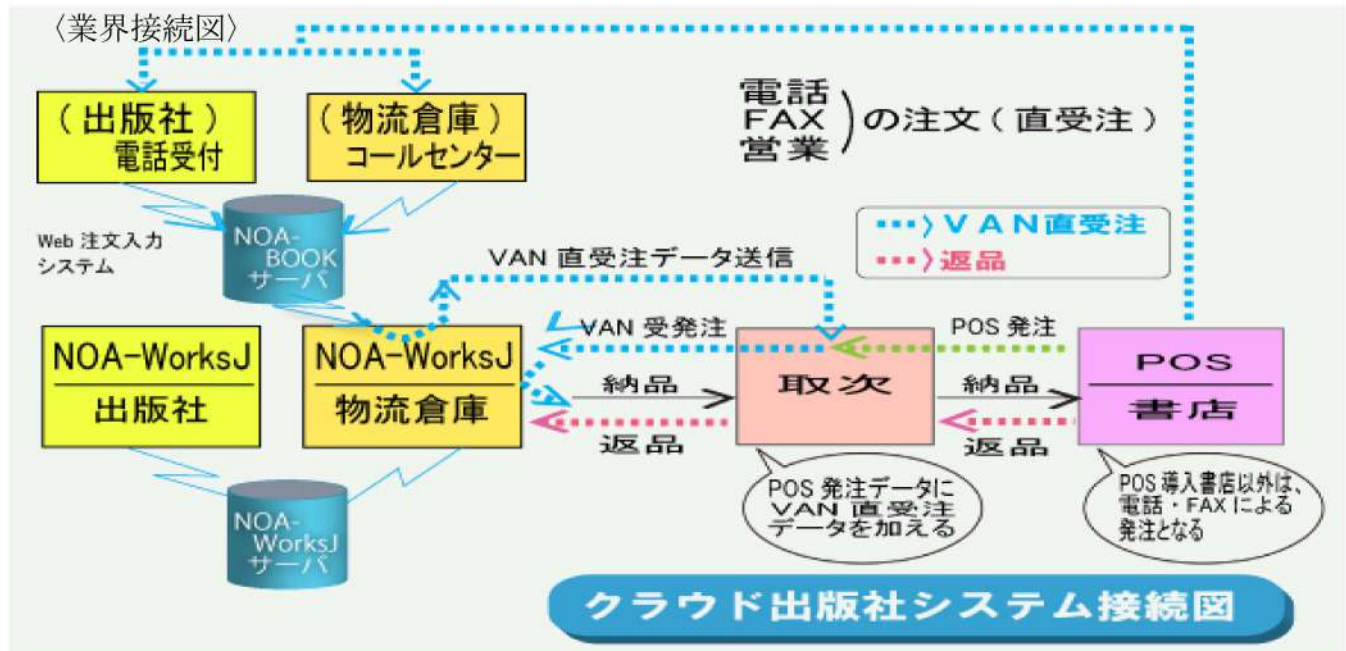 〈業界接続図〉
（出版社）
電話受付
（物流倉庫）
コールセンター
電話
FAX
営業
)の注文（直受注）
Web 注文入力
システム
NOA-
BOOK
サーバ
VAN 直受注データ送信
････〉VAN直受注
････〉返品
NOA-WorksJ
出版社
NOA-WorksJ
物流倉庫
VAN 受発注
納品
返品
取次
POS 発注
納品
返品
POS
書店
POS 発注データに
VAN 直受注
データを加える
POS 導入書店以外は、
電話・FAX による
発注となる
NOA-
WorksJ
サーバ
クラウド出版社システム接続図